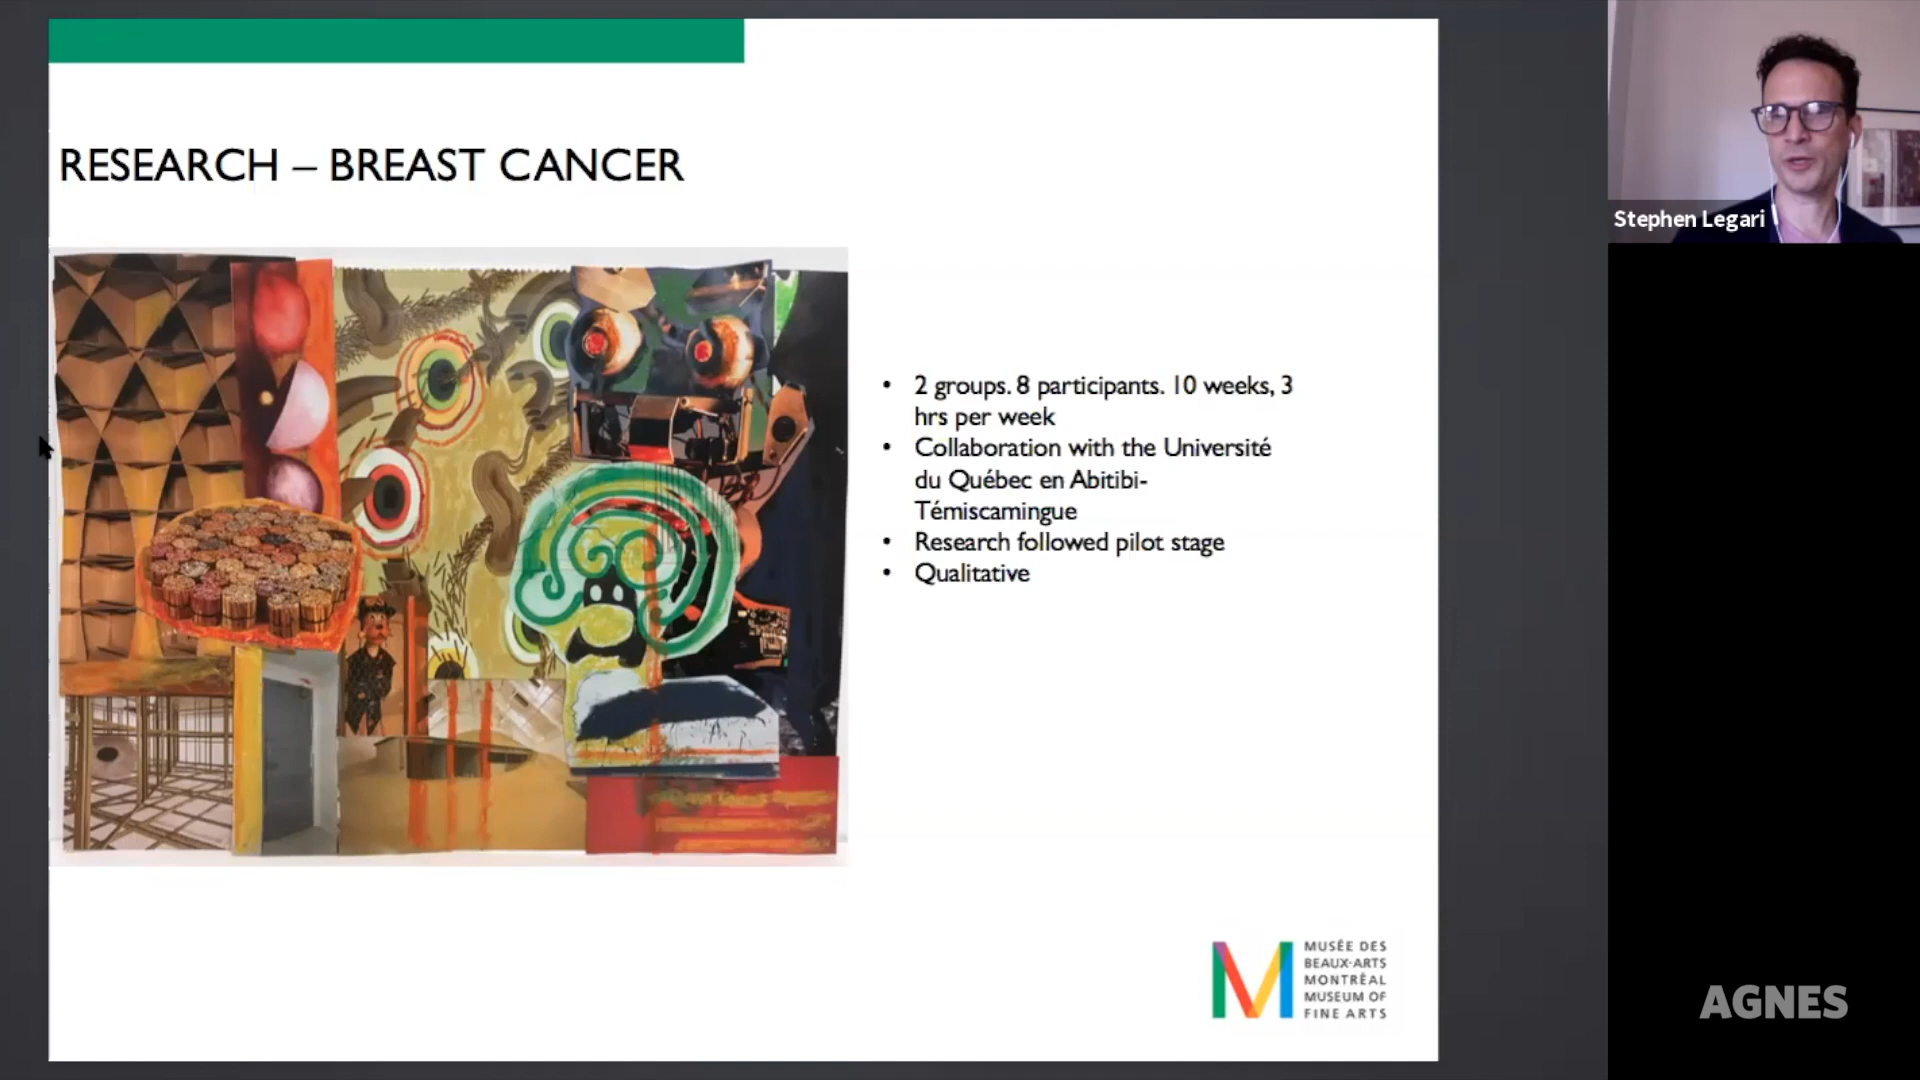 RESEARCH – BREAST CANCER
• 2 groups. 8 participants. 10 weeks, 3
hrs per week
• Collaboration with the Université
du Québec en Abitibi-
Témiscamingue
• Research followed pilot stage
• Qualitative
MUSÉE DES
BEAUX-ARTS
MONTRÉAL
MUSEUM OF
FINE ARTS
Stephen Legari
AGNES